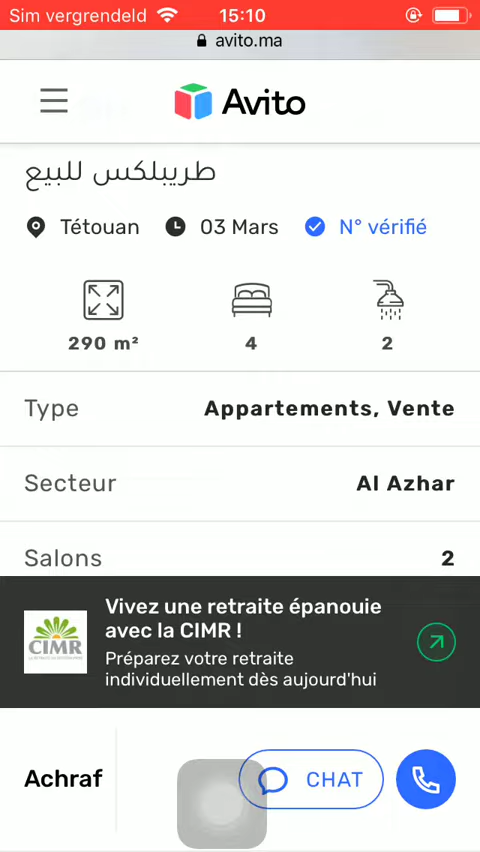 Sim vergrendeld 15:10
avito.ma
Avito
طريبلكس للبيع
Tétouan 03 Mars N° vérifié
290 m² 4 2
Type Appartements, Vente
Secteur Al Azhar
Salons 2
Vivez une retraite épanouie
avec la CIMR !
CIMR
Préparez votre retraite
individuellement dès aujourd'hui
Achraf CHAT